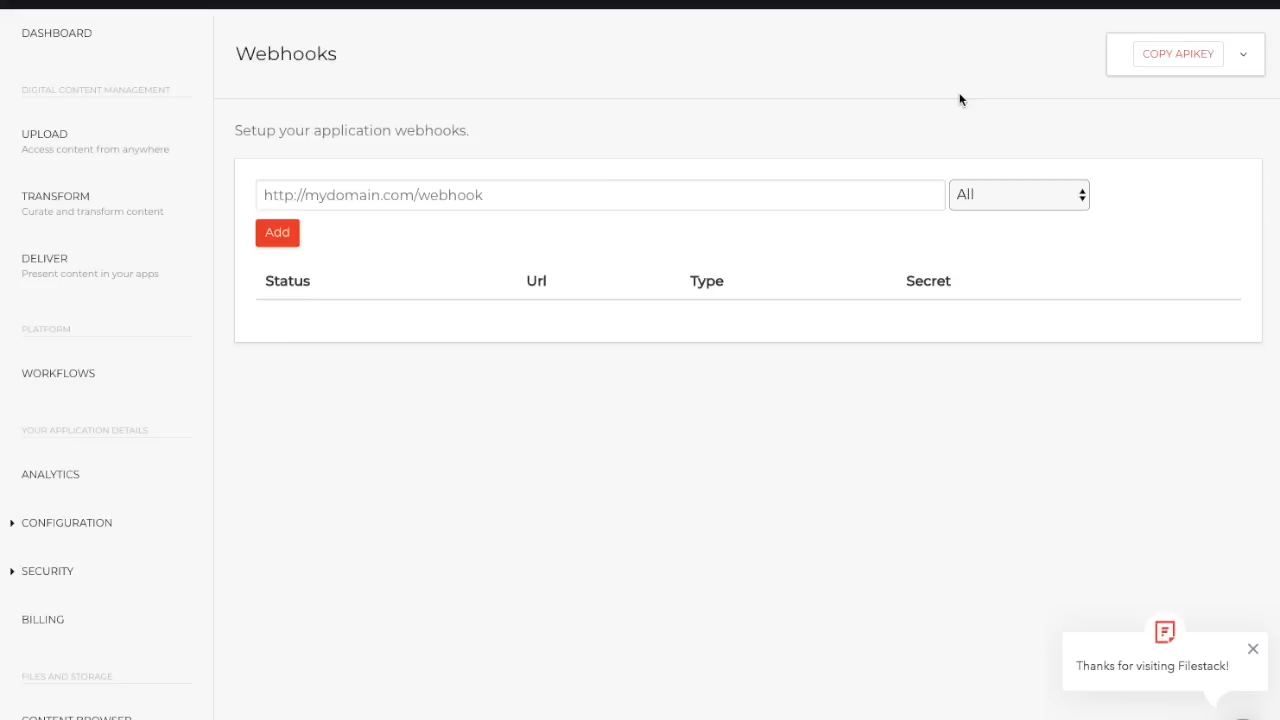 DASHBOARD
DIGITAL CONTENT MANAGEMENT
UPLOAD
Access content from anywhere
TRANSFORM
Curate and transform content
DELIVER
Present content in your apps
PLATFORM
WORKFLOWS
YOUR APPLICATION DETAILS
ANALYTICS
CONFIGURATION
SECURITY
BILLING
FILES AND STORAGE
CONTENT BROWSER
Webhooks
COPY APIKEY
Setup your application webhooks.
http://mydomain.com/webhook
All
Add
Status Url Type Secret
Thanks for visiting Filestack!